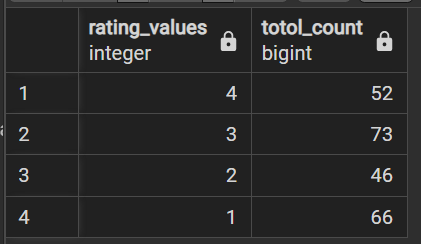 rating_values integer totol_count bigint
1 4 52
2 3 73
3 2 46
4 1 66